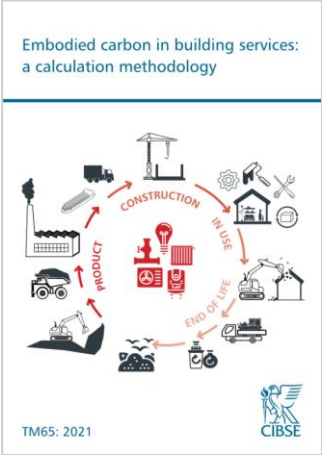 Embodied carbon in building services:
a calculation methodology
CONSTRUCTION
IN USE
END OF LIFE
PRODUCT
TM65: 2021
CIBSE